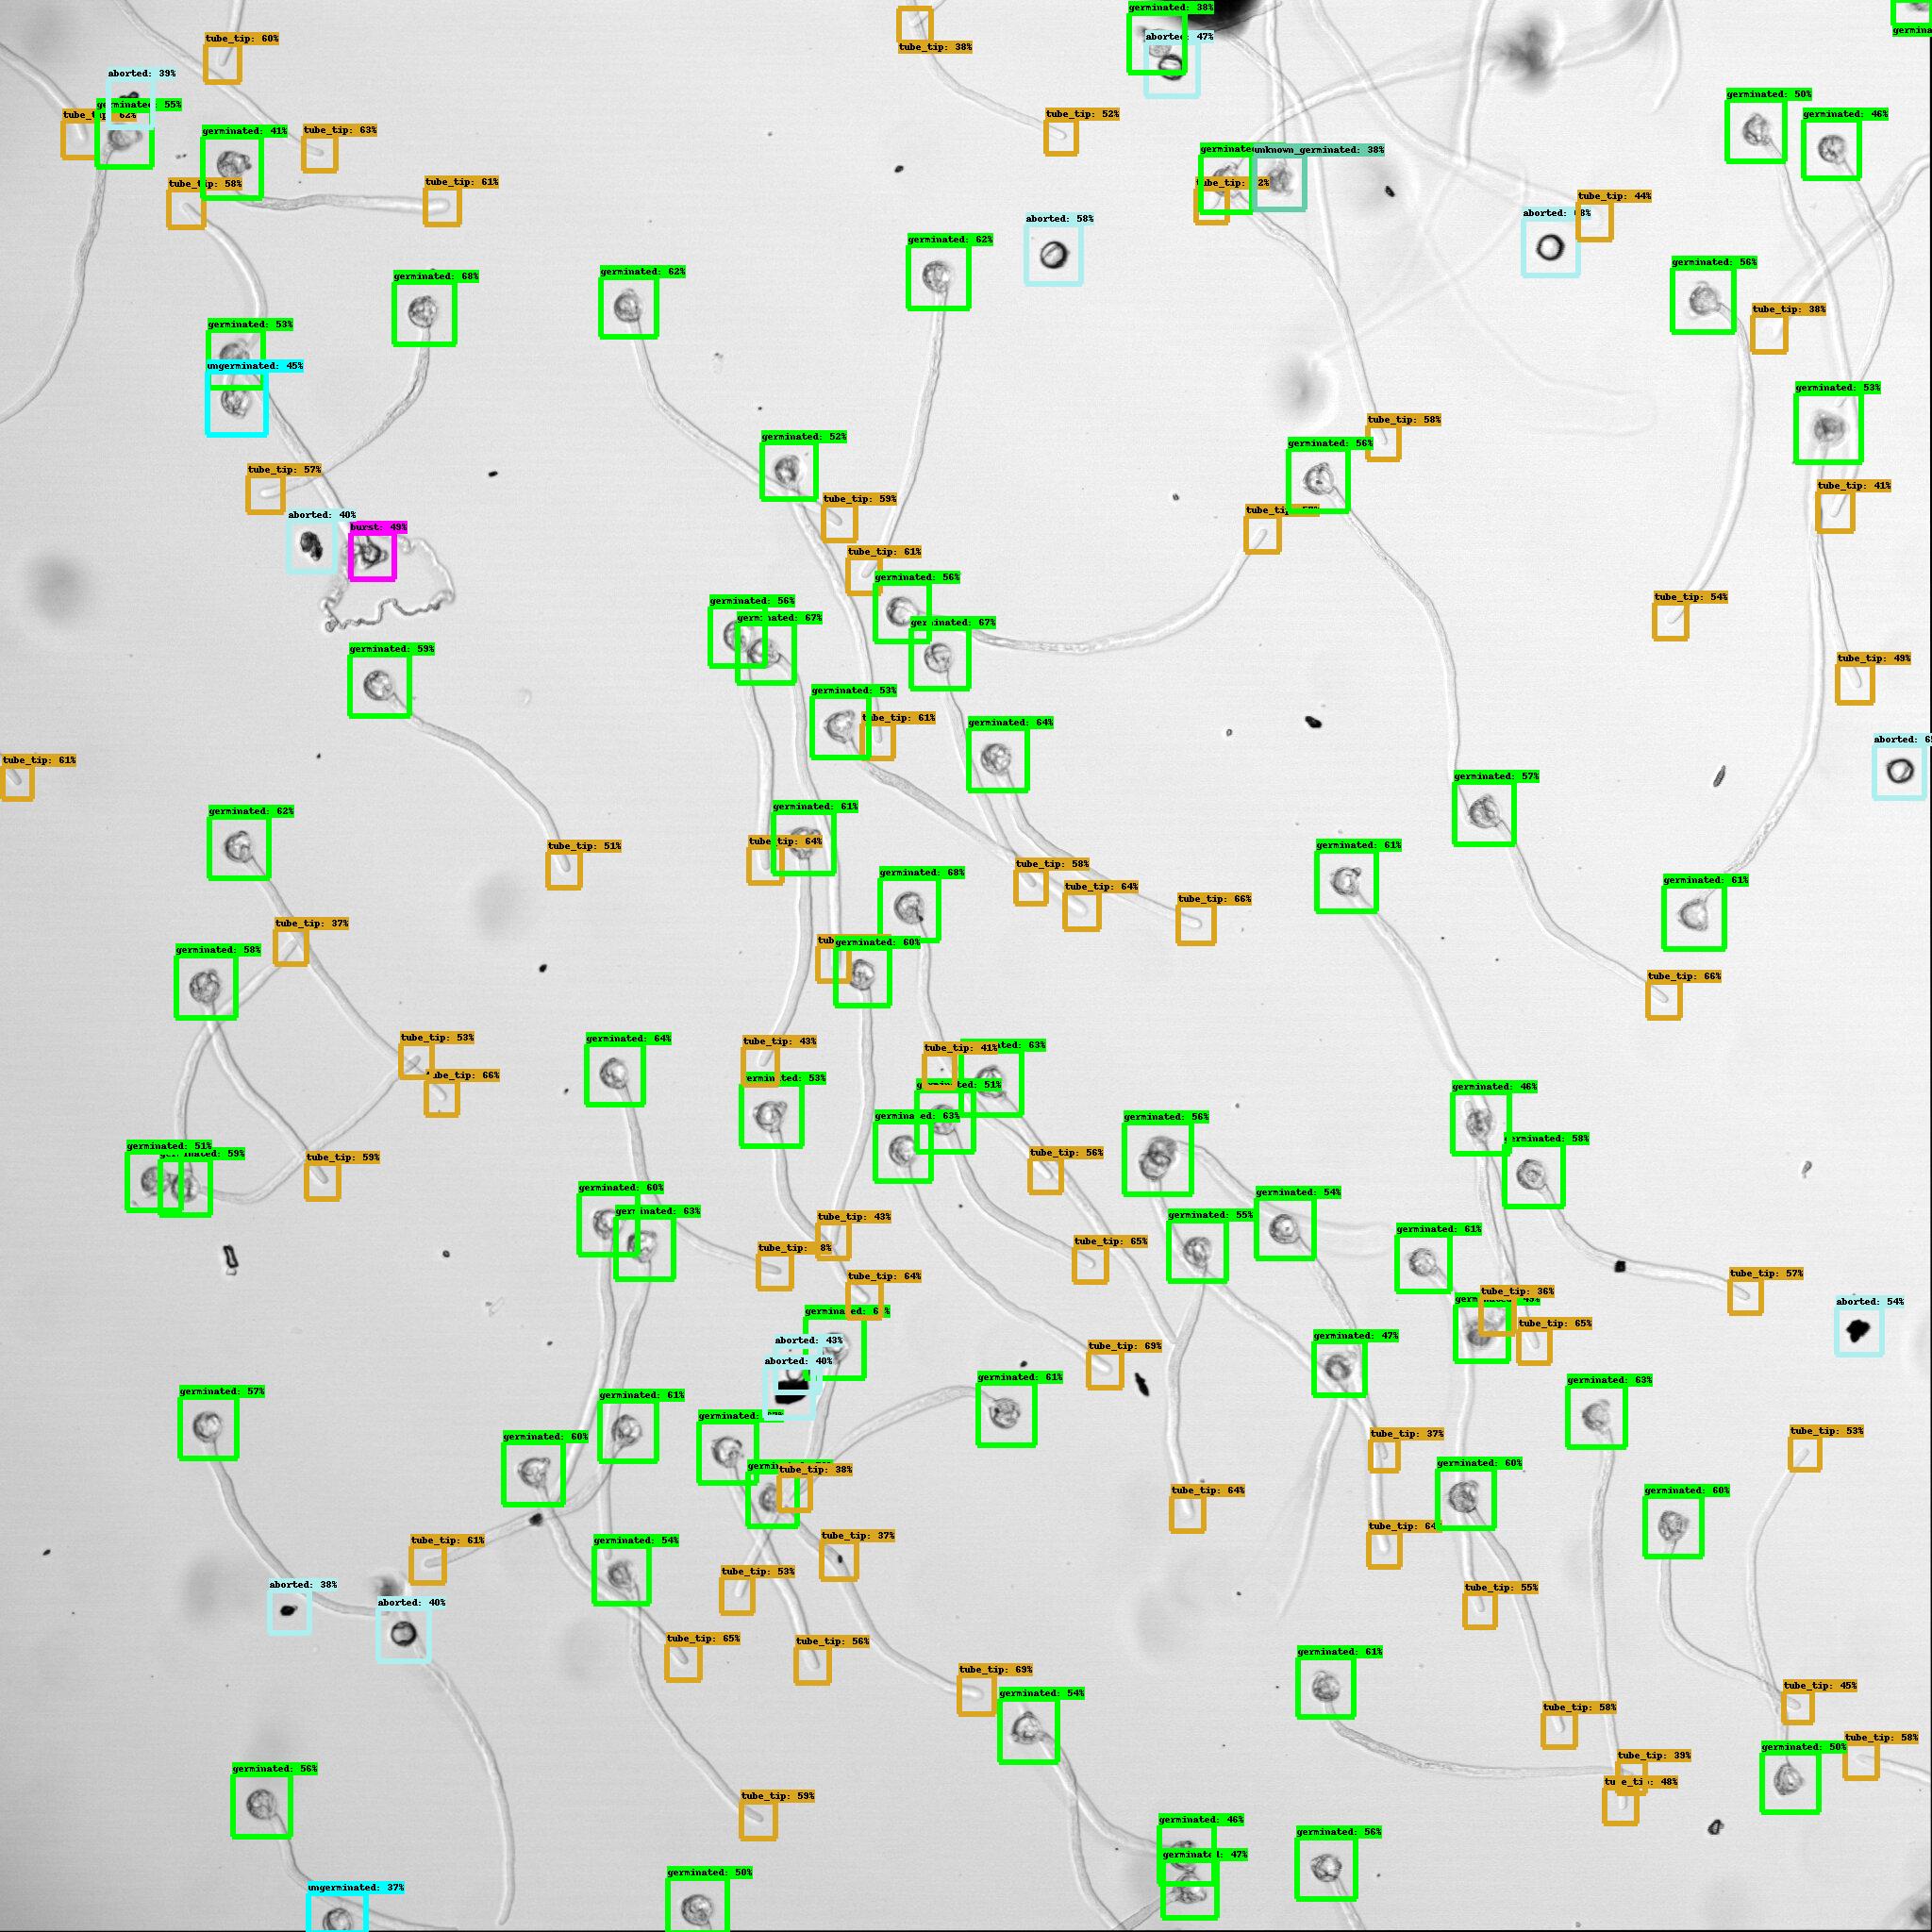 germinated: 38%
tube_tip: 60%
aborted: 47%
tube_tip: 38%
aborted: 39%
germinated: 55%
germinated: 50%
tube_tip: 52%
germinated: 46%
germinated: 41%
tube_tip: 63%
unknown_germinated: 38%
tube_tip: 58%
tube_tip: 61%
tube_tip: 44%
aborted: 58%
germinated: 62%
germinated: 56%
germinated: 68%
germinated: 62%
tube_tip: 38%
germinated: 53%
ungerminated: 45%
germinated: 53%
tube_tip: 58%
germinated: 52%
germinated: 56%
tube_tip: 57%
tube_tip: 41%
tube_tip: 59%
aborted: 40%
burst: 49%
tube_tip: 61%
germinated: 56%
tube_tip: 54%
germinated: 56%
germinated: 67%
germinated: 67%
germinated: 59%
tube_tip: 49%
germinated: 53%
tube_tip: 61%
germinated: 64%
tube_tip: 61%
germinated: 57%
germinated: 62%
germinated: 61%
tube_tip: 64%
tube_tip: 51%
germinated: 61%
tube_tip: 58%
germinated: 68%
germinated: 61%
tube_tip: 64%
tube_tip: 66%
tube_tip: 37%
germinated: 60%
germinated: 58%
tube_tip: 66%
tube_tip: 53%
germinated: 64%
tube_tip: 43%
tube_tip: 41%
tube_tip: 66%
germinated: 53%
germinated: 51%
germinated: 46%
germinated: 63%
germinated: 56%
germinated: 58%
germinated: 51%
germinated: 59%
tube_tip: 59%
tube_tip: 56%
germinated: 60%
germinated: 54%
germinated: 63%
tube_tip: 43%
germinated: 55%
germinated: 61%
tube_tip: 65%
tube_tip: 57%
tube_tip: 64%
tube_tip: 36%
aborted: 54%
tube_tip: 65%
aborted: 43%
tube_tip: 69%
aborted: 40%
germinated: 47%
germinated: 61%
germinated: 63%
germinated: 57%
germinated: 61%
tube_tip: 53%
germinated: 60%
tube_tip: 37%
tube_tip: 38%
germinated: 60%
tube_tip: 64%
germinated: 60%
tube_tip: 61%
germinated: 54%
tube_tip: 37%
tube_tip: 53%
aborted: 38%
tube_tip: 55%
aborted: 40%
tube_tip: 65%
tube_tip: 56%
germinated: 61%
tube_tip: 69%
tube_tip: 45%
germinated: 54%
tube_tip: 58%
tube_tip: 58%
germinated: 50%
tube_tip: 39%
germinated: 56%
tube_tip: 48%
tube_tip: 59%
germinated: 46%
germinated: 56%
germinated: 47%
germinated: 50%
ungerminated: 37%